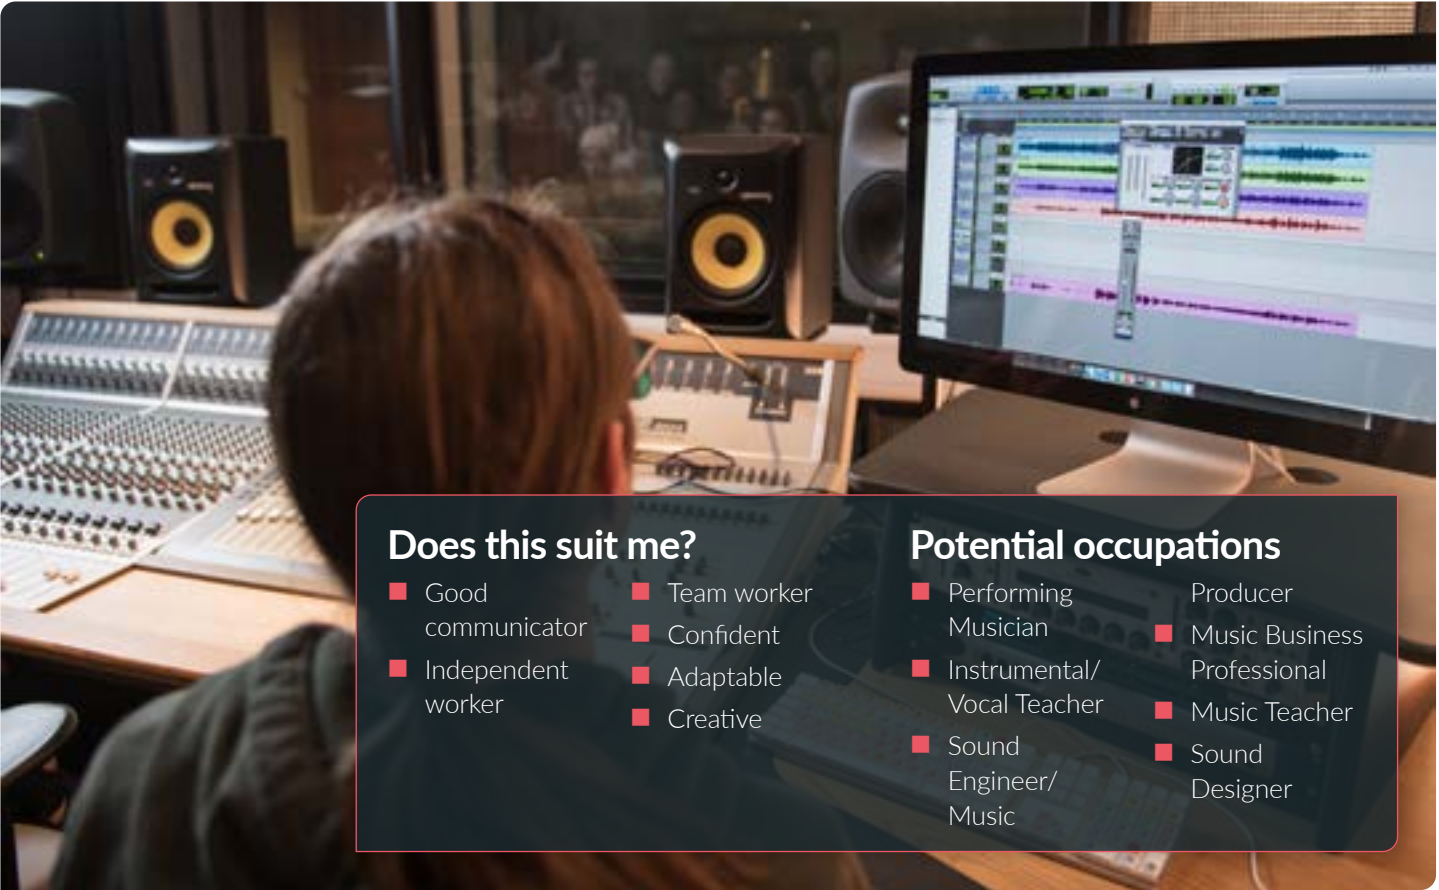 Does this suit me?
Good
communicator
Independent
worker
Team worker
Confident
Adaptable
Creative
Potential occupations
Performing
Musician
Instrumental/
Vocal Teacher
Sound
Engineer/
Music
Producer
Music Business
Professional
Music Teacher
Sound
Designer